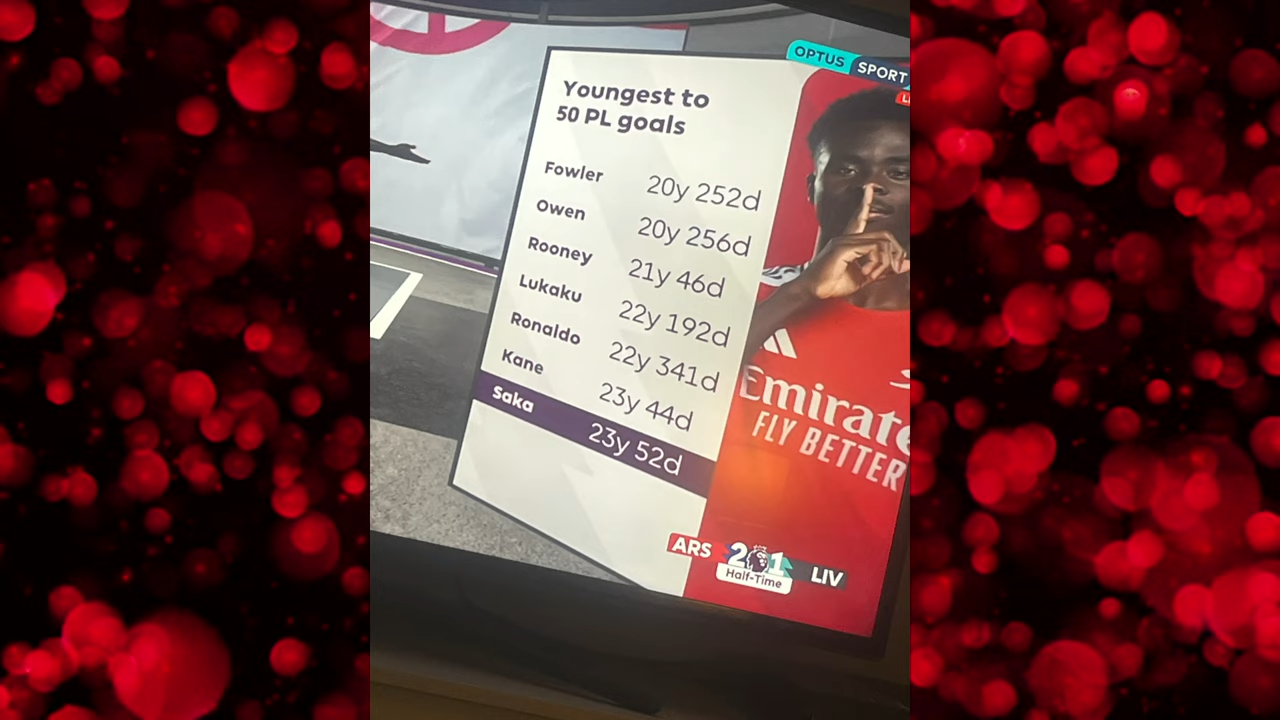 OPTUS SPORT
Youngest to
50 PL goals
Fowler 20y 252d
Owen 20y 256d
Rooney 21y 46d
Lukaku 22y 192d
Ronaldo 22y 341d
Kane 23y 44d
Saka 23y 52d
FLY BETTER
ARS 2 1 LIV
Half-Time